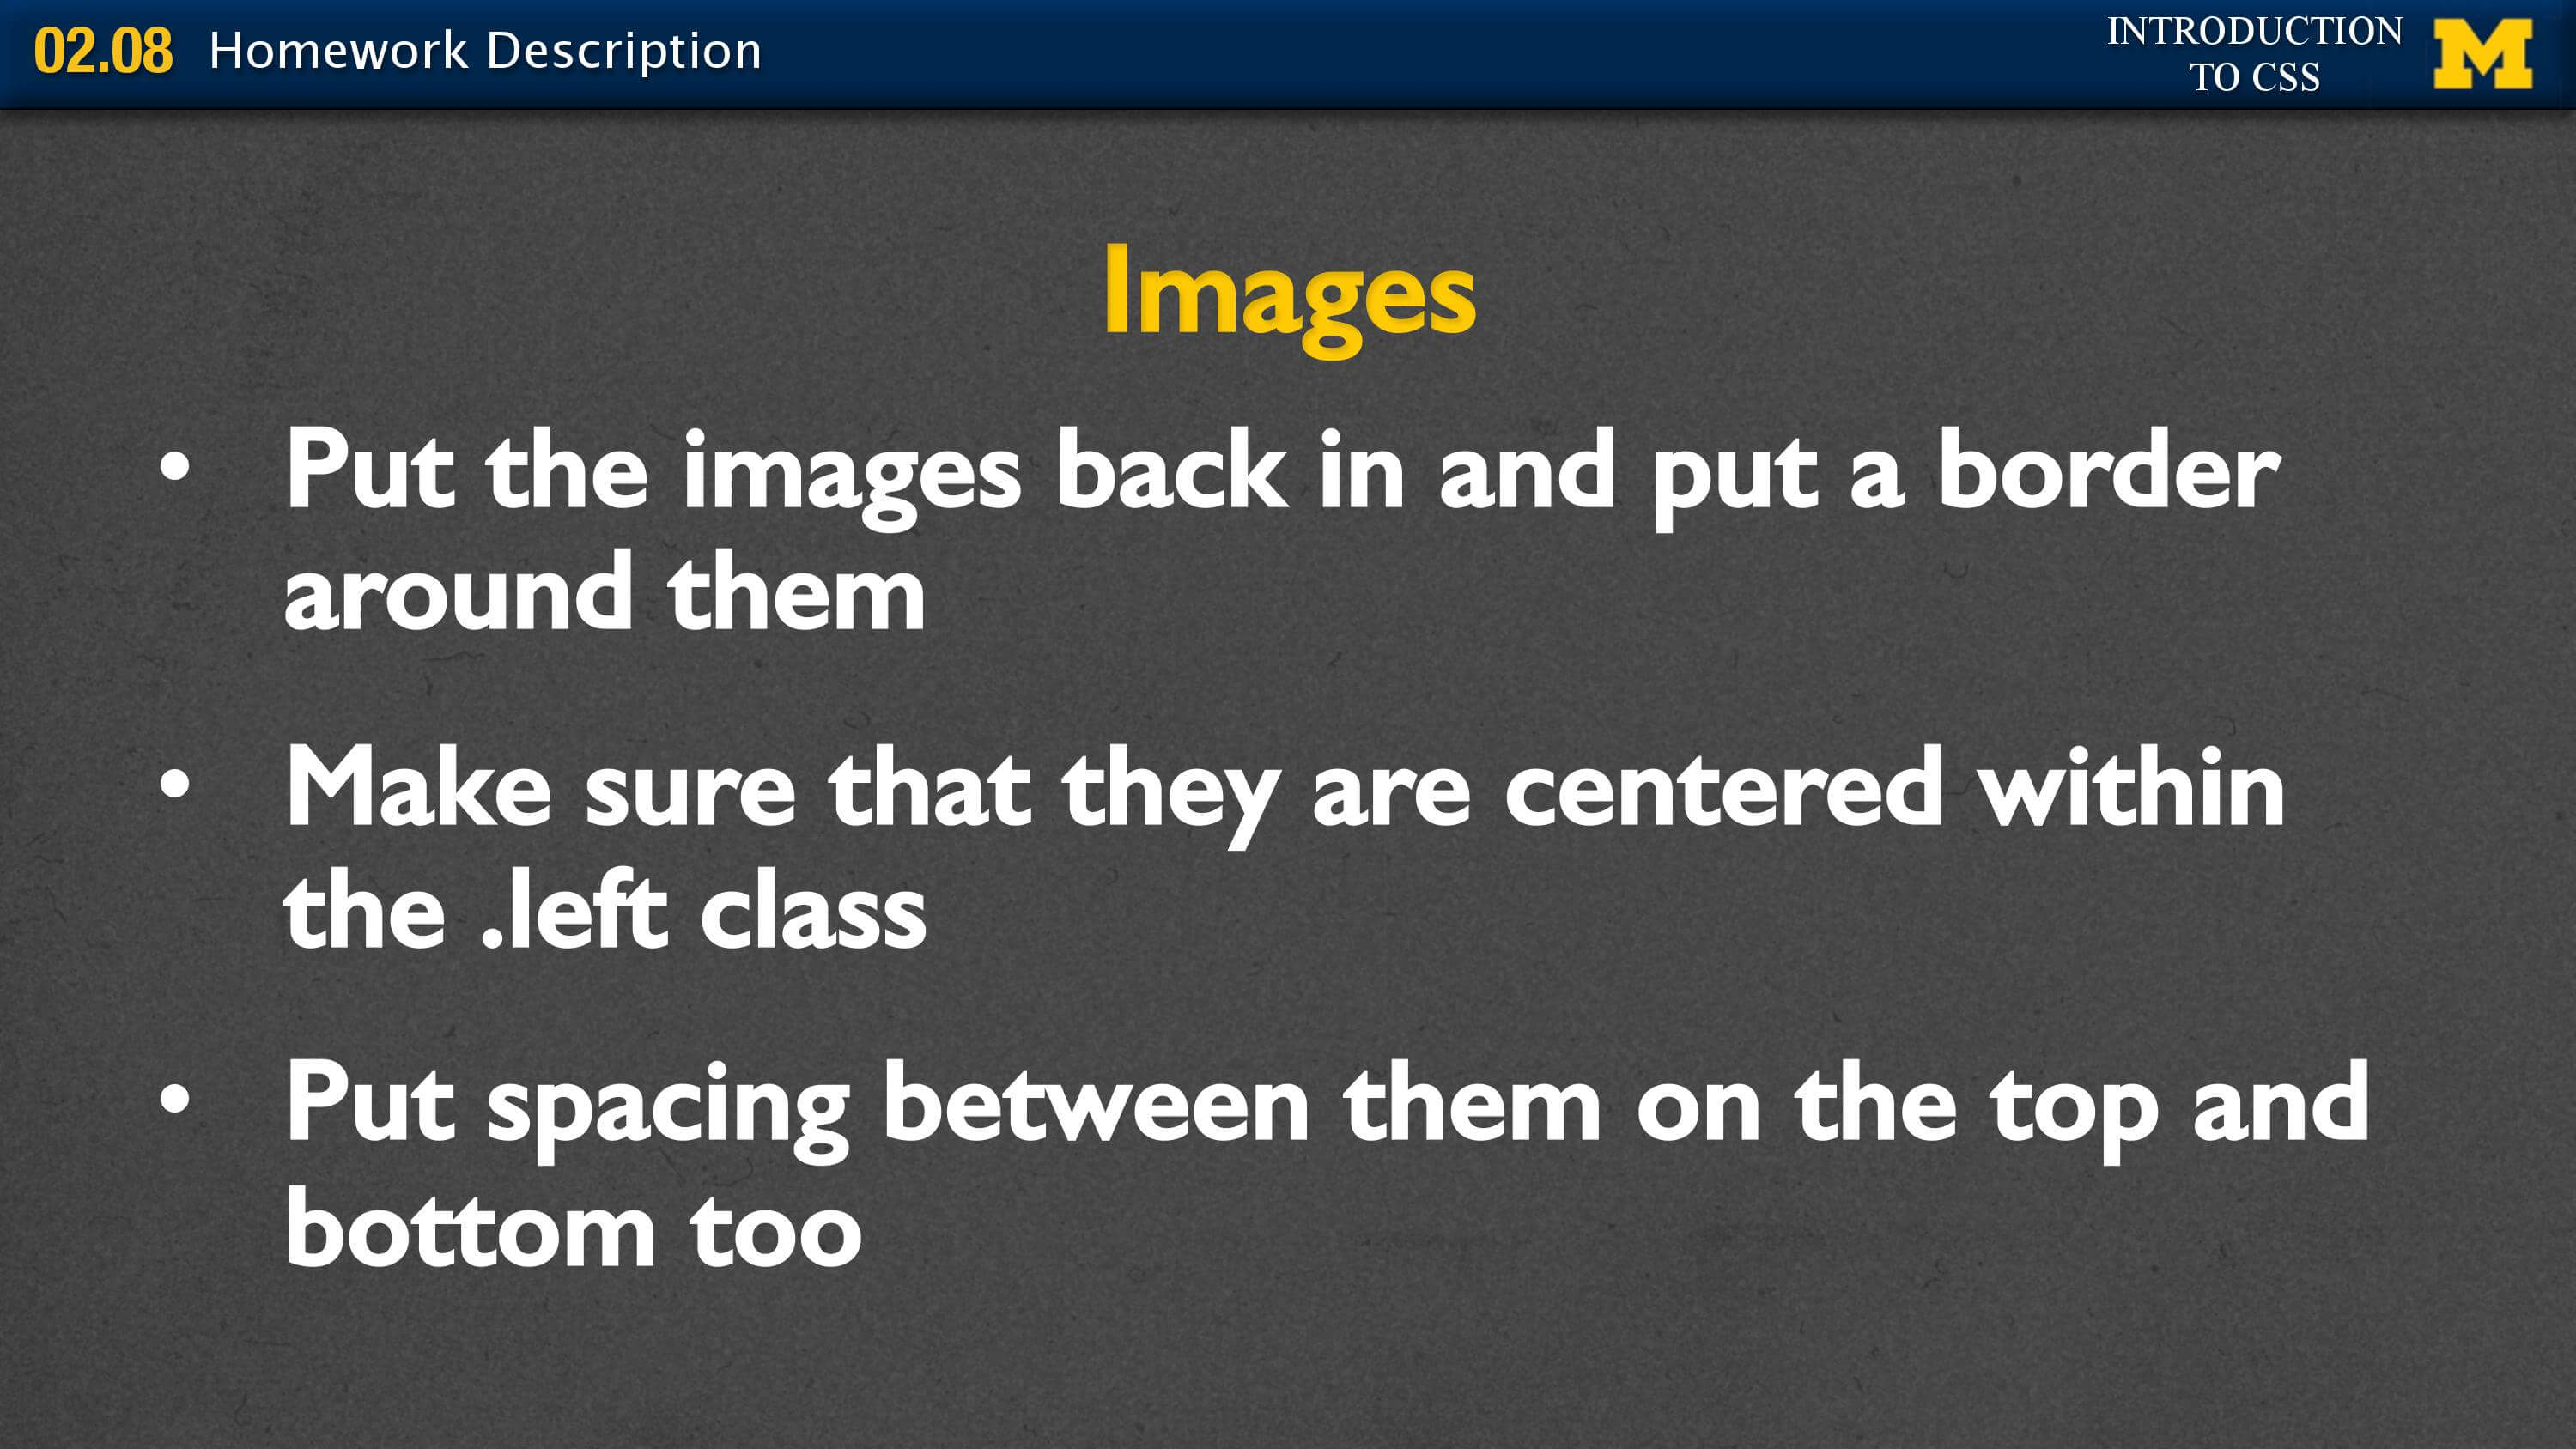 02.08 Homework Description
INTRODUCTION
TO CSS
M
Images
• Put the images back in and put a border
around them
• Make sure that they are centered within
the .left class
• Put spacing between them on the top and
bottom too